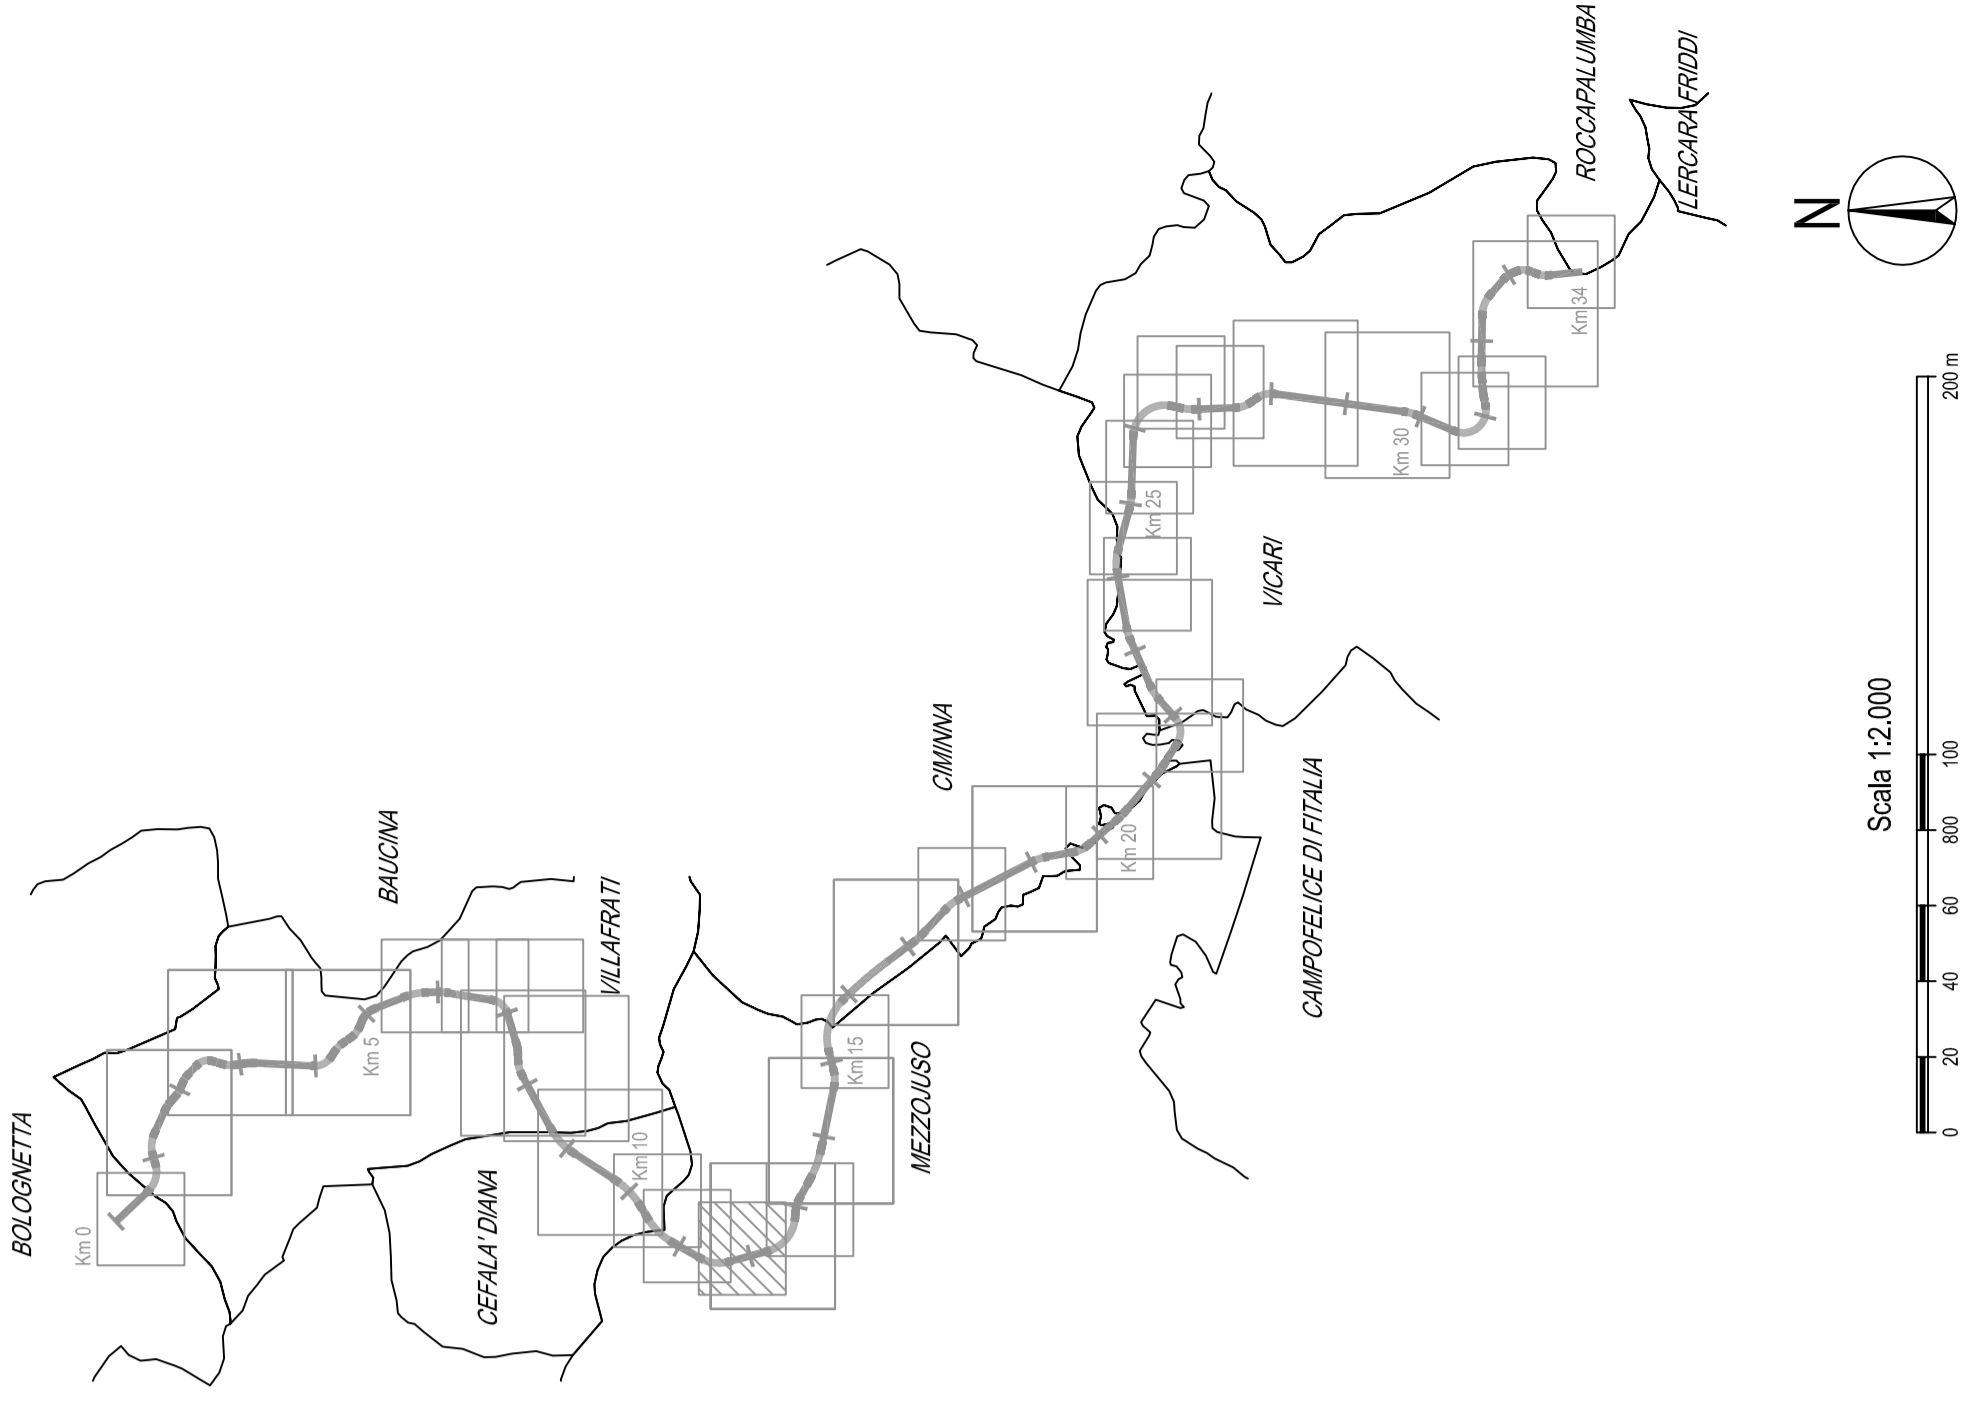 BOLOGNETTA
Km 0
BAUCINA
Km 5
CEFALA' DIANA
VILLAFRATI
Km 10
MEZZOJUSO
Km 15
CIMINNA
Km 20
CAMPOFELICE DI FITALIA
VICARI
Km 25
Km 30
Km 34
ROCCAPALUMBA
LERCARA FRIDDI
N
Scala 1:2.000
0 20 40 60 800 100 200 m